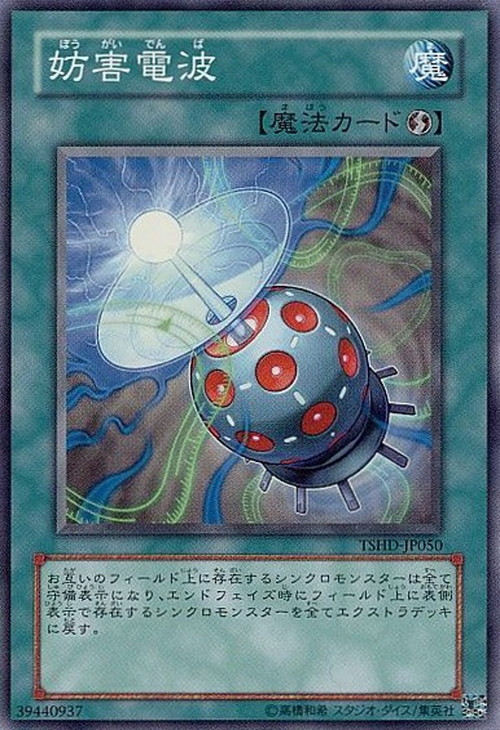 妨害電波
魔
【魔法カード】
TSHD-JP050
お互いのフィールド上に存在するシンクロモンスターは全て
守備表示になり、エンドフェイズ時にフィールド上に表側
表示で存在するシンクロモンスターを全てエクストラデッキ
に戻す。
39440937
©高橋和希 スタジオ・ダイス/集英社